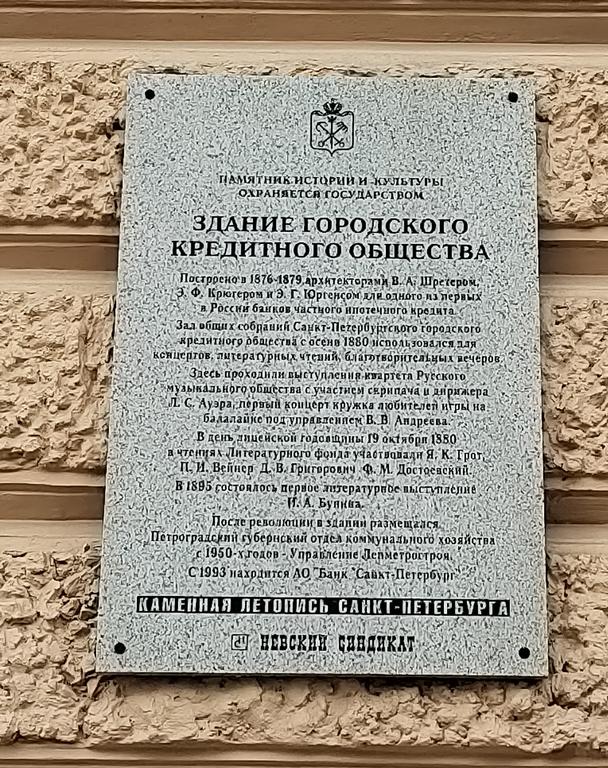 ПАМЯТНИК ИСТОРИИ И КУЛЬТУРЫ
ОХРАНЯЕТСЯ ГОСУДАРСТВОМ
ЗДАНИЕ ГОРОДСКОГО
КРЕДИТНОГО ОБЩЕСТВА
Построено в 1876-1879 архитекторами В. А. Шретером,
Э. Ф. Крюгером и Э. Г. Юргенсом для одного из первых
в России банков частного ипотечного кредита.
Зал общих собраний Санкт-Петербургского городского
кредитного общества с осени 1880 использовался для
концертов, литературных чтений, благотворительных вечеров.
Здесь проходили выступления квартета Русского
музыкального общества с участием скрипача и дирижера
Л. С. Ауэра, первый концерт кружка любителей игры на
балалайке под управлением В. В. Андреева.
В день лицейской годовщины 19 октября 1880
в чтениях Литературного фонда участвовали Я. К. Грот,
П. И. Вейнер, Д. В. Григорович, Ф. М. Достоевский.
В 1895 состоялось первое литературное выступление
И. А. Бунина.
После революции в здании размещался
Петроградский губернский отдел коммунального хозяйства
с 1950-х годов - Управление Ленметростроя.
С 1993 находится АО "Банк "Санкт-Петербург"
КАМЕННАЯ ЛЕТОПИСЬ САНКТ-ПЕТЕРБУРГА
НЕВСКИЙ СИНДИКАТ